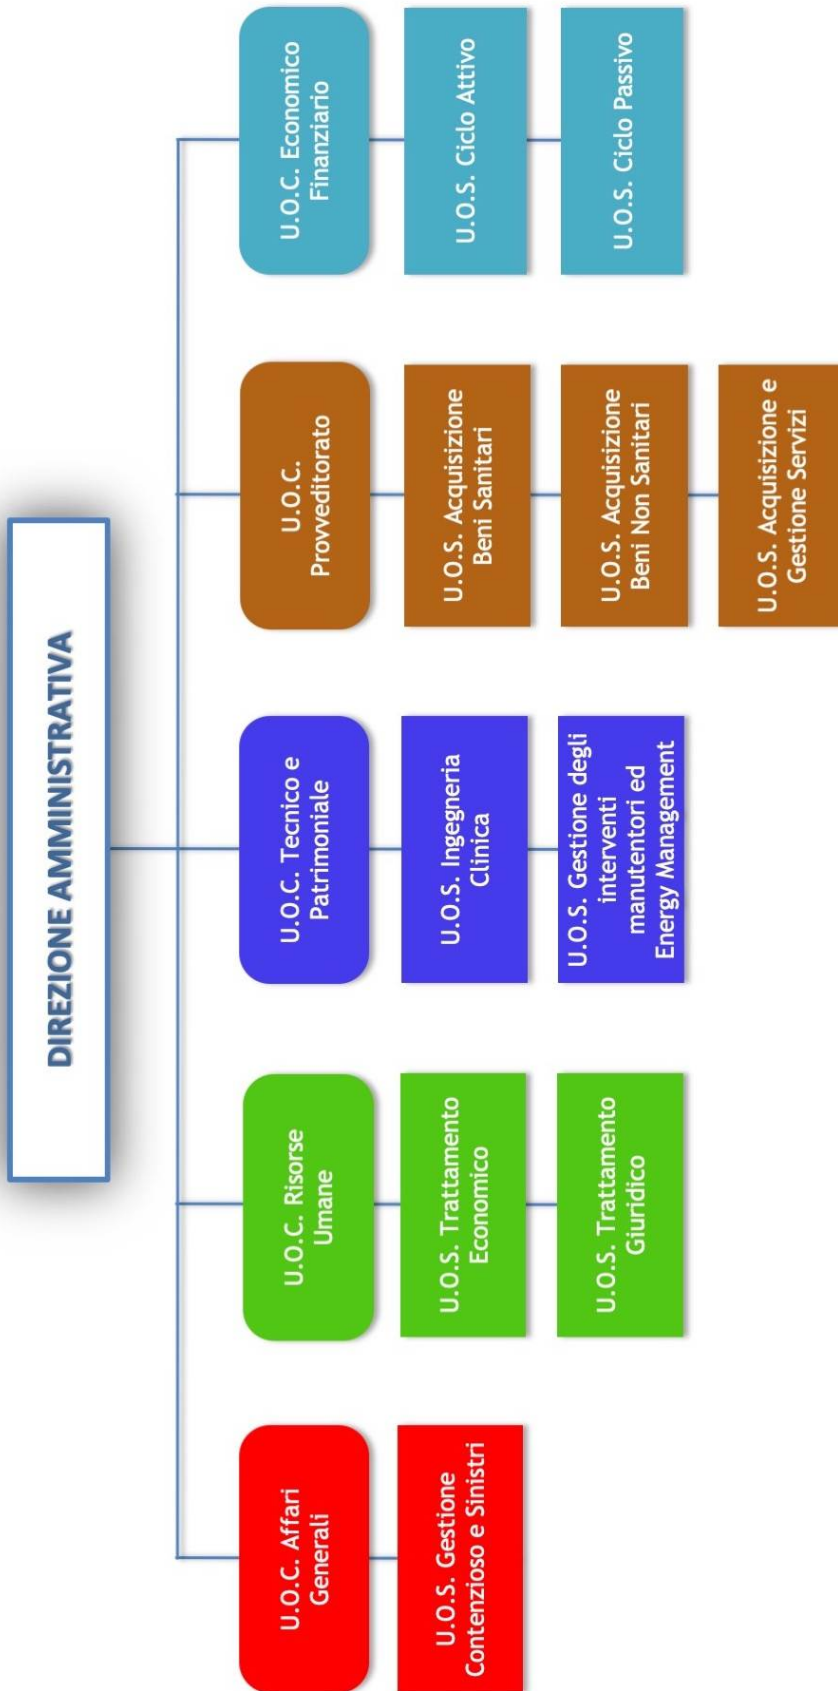 DIREZIONE AMMINISTRATIVA
U.O.C. Affari
Generali
U.O.S. Gestione
Contenzioso e Sinistri
U.O.C. Risorse
Umane
U.O.S. Trattamento
Economico
U.O.S. Trattamento
Giuridico
U.O.C. Tecnico e
Patrimoniale
U.O.S. Ingegneria
Clinica
U.O.S. Gestione degli
interventi
manutentori ed
Energy Management
U.O.C.
Provveditorato
U.O.S. Acquisizione
Beni Sanitari
U.O.S. Acquisizione
Beni Non Sanitari
U.O.S. Acquisizione e
Gestione Servizi
U.O.C. Economico
Finanziario
U.O.S. Ciclo Attivo
U.O.S. Ciclo Passivo